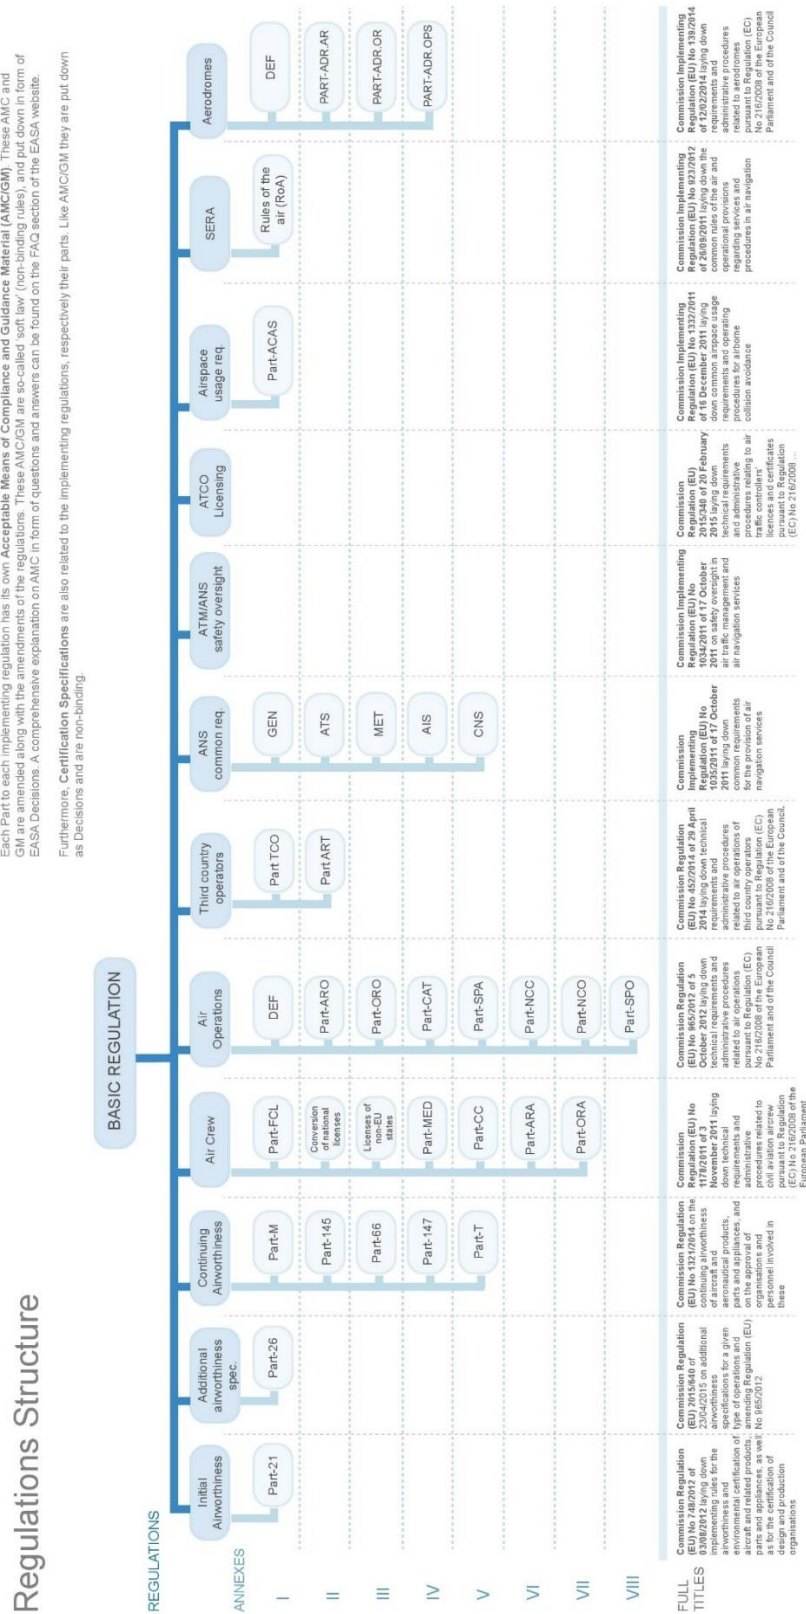 Regulations Structure
Each Part to each implementing regulation has its own Acceptable Means of Compliance and Guidance Material (AMC/GM). These AMC and
GM are amended along with the amendments of the regulations. These AMC/GM are so-called 'soft law' (non-binding rules), and put down in form of
EASA Decisions. A comprehensive explanation on AMC in form of questions and answers can be found on the FAQ section of the EASA website.
Furthermore, Certification Specifications are also related to the implementing regulations, respectively their parts. Like AMC/GM they are put down
as Decisions and are non-binding.
BASIC REGULATION
REGULATIONS
Initial
Airworthiness
Additional
airworthiness
spec.
Continuing
Airworthiness
Air Crew
Air
Operations
Third country
operators
ANS
common req.
ATM/ANS
safety oversight
ATCO
Licensing
Airspace
usage req.
SERA
Aerodromes
ANNEXES
I
Part-21
Part-26
Part-M
Part-FCL
DEF
Part TCO
GEN
Part-ACAS
Rules of the
air (RoA)
DEF
II
Part-145
Conversion
of national
licenses
Part-ARO
Part ART
ATS
PART-ADR.AR
III
Part-66
Licenses of
non-EU
states
Part-ORO
MET
PART-ADR.OR
IV
Part-147
Part-MED
Part-CAT
AIS
PART-ADR.OPS
V
Part-T
Part-CC
Part-SPA
CNS
VI
Part-ARA
Part-NCC
VII
Part-ORA
Part-NCO
VIII
Part-SPO
FULL
TITLES
Commission Regulation
(EU) No 748/2012 of
03/08/2012 laying down
implementing rules for the
airworthiness and
environmental certification of
aircraft and related products,
parts and appliances, as well
as for the certification of
design and production
organisations
Commission Regulation
(EU) 2015/640 of
23/04/2015 on additional
airworthiness
specifications for a given
type of operations and
amending Regulation (EU)
No 965/2012
Commission Regulation
(EU) No 1321/2014 on the
continuing airworthiness
of aircraft and
aeronautical products,
parts and appliances, and
on the approval of
organisations and
personnel involved in
these
Commission
Regulation (EU) No
1178/2011 of 3
November 2011 laying
down technical
requirements and
administrative
procedures related to
civil aviation aircrew
pursuant to Regulation
(EC) No 216/2008 of the
European Parliament
Commission Regulation
(EU) No 965/2012 of 5
October 2012 laying down
technical requirements and
administrative procedures
related to air operations
pursuant to Regulation (EC)
No 216/2008 of the European
Parliament and of the Council
Commission Regulation
(EU) No 452/2014 of 29 April
2014 laying down technical
requirements and
administrative procedures
related to air operations of
third country operators
pursuant to Regulation (EC)
No 216/2008 of the European
Parliament and of the Council.
Commission
Implementing
Regulation (EU) No
1035/2011 of 17 October
2011 laying down
common requirements
for the provision of air
navigation services
Commission Implementing
Regulation (EU) No
1034/2011 of 17 October
2011 on safety oversight in
air traffic management and
air navigation services
Commission
Regulation (EU)
2015/340 of 20 February
2015 laying down
technical requirements
and administrative
procedures relating to air
traffic controllers'
licences and certificates
pursuant to Regulation
(EC) No 216/2008 ...
Commission Implementing
Regulation (EU) No 1332/2011
of 16 December 2011 laying
down common airspace usage
requirements and operating
procedures for airborne
collision avoidance
Commission Implementing
Regulation (EU) No 923/2012
of 26/09/2011 laying down the
common rules of the air and
operational provisions
regarding services and
procedures in air navigation
Commission Implementing
Regulation (EU) No 139/2014
of 12/02/2014 laying down
requirements and
administrative procedures
related to aerodromes
pursuant to Regulation (EC)
No 216/2008 of the European
Parliament and of the Council